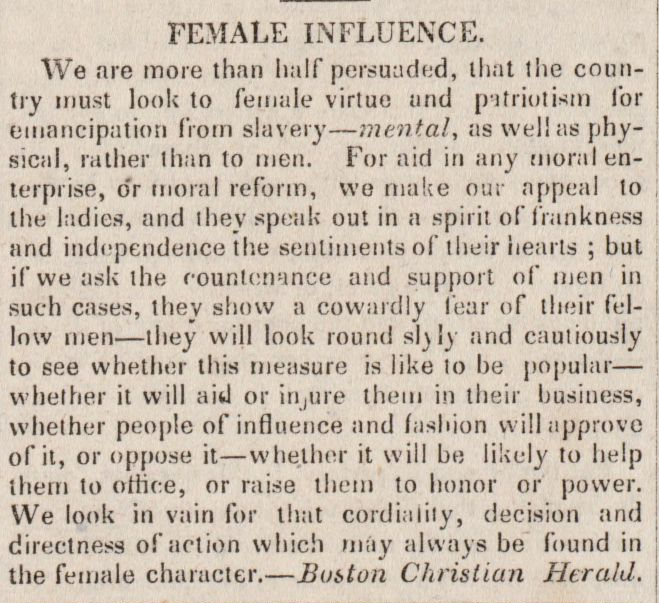 FEMALE INFLUENCE.
We are more than half persuaded, that the coun-
try must look to female virtue and patriotism for
emancipation from slavery—mental, as well as phy-
sical, rather than to men. For aid in any moral en-
terprise, or moral reform, we make our appeal to
the ladies, and they speak out in a spirit of frankness
and independence the sentiments of their hearts ; but
if we ask the countenance and support of men in
such cases, they show a cowardly fear of their fel-
low men—they will look round slyly and cautiously
to see whether this measure is like to be popular—
whether it will aid or injure them in their business,
whether people of influence and fashion will approve
of it, or oppose it—whether it will be likely to help
them to office, or raise them to honor or power.
We look in vain for that cordiality, decision and
directness of action which may always be found in
the female character.—Boston Christian Herald.